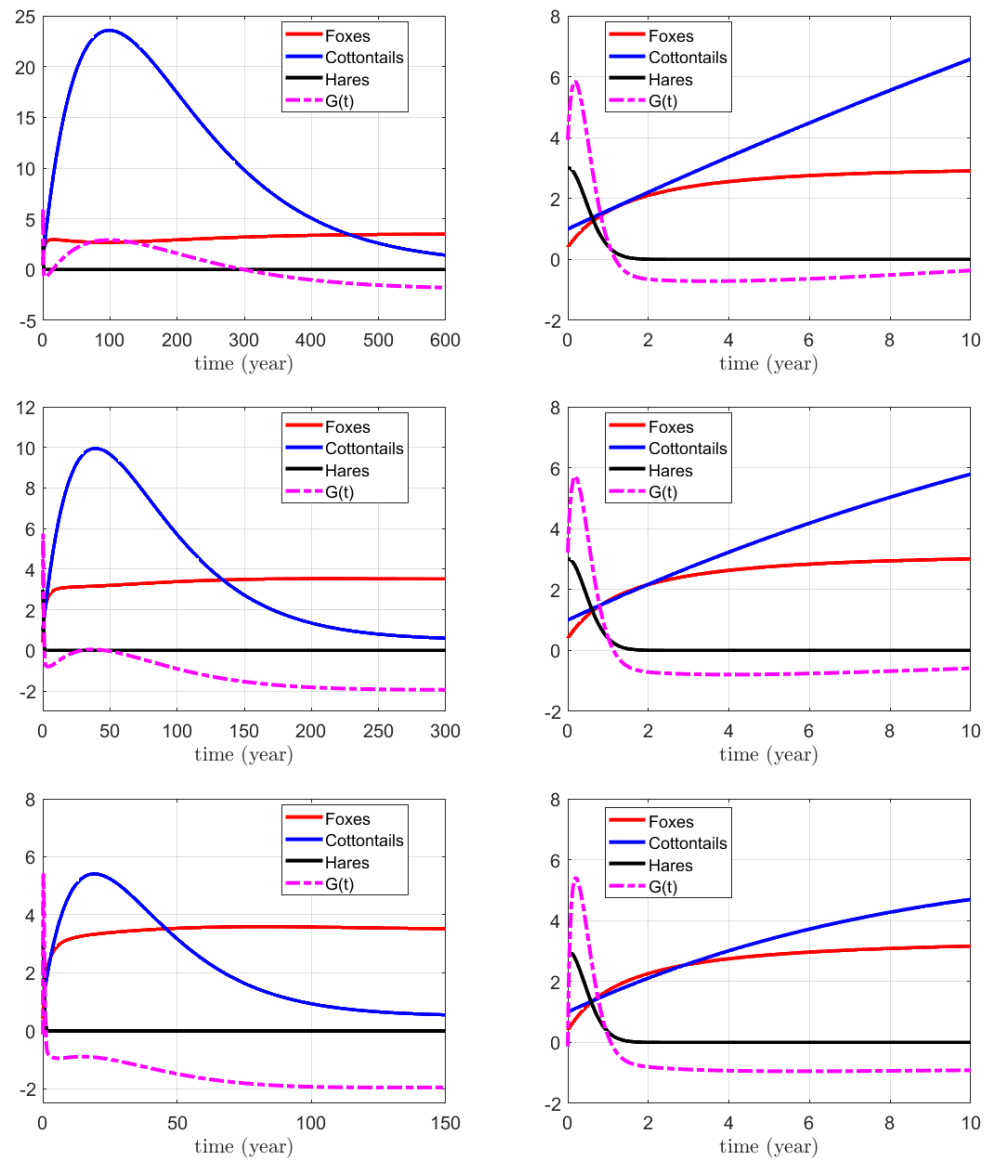 25
20
15
10
5
0
-5
0 100 200 300 400 500 600
time (year)
Foxes
Cottontails
Hares
G(t)
8
6
4
2
0
-2
0 2 4 6 8 10
time (year)
Foxes
Cottontails
Hares
G(t)
12
10
8
6
4
2
0
-2
0 50 100 150 200 250 300
time (year)
Foxes
Cottontails
Hares
G(t)
8
6
4
2
0
-2
0 2 4 6 8 10
time (year)
Foxes
Cottontails
Hares
G(t)
8
6
4
2
0
-2
0 50 100 150
time (year)
Foxes
Cottontails
Hares
G(t)
8
6
4
2
0
-2
0 2 4 6 8 10
time (year)
Foxes
Cottontails
Hares
G(t)